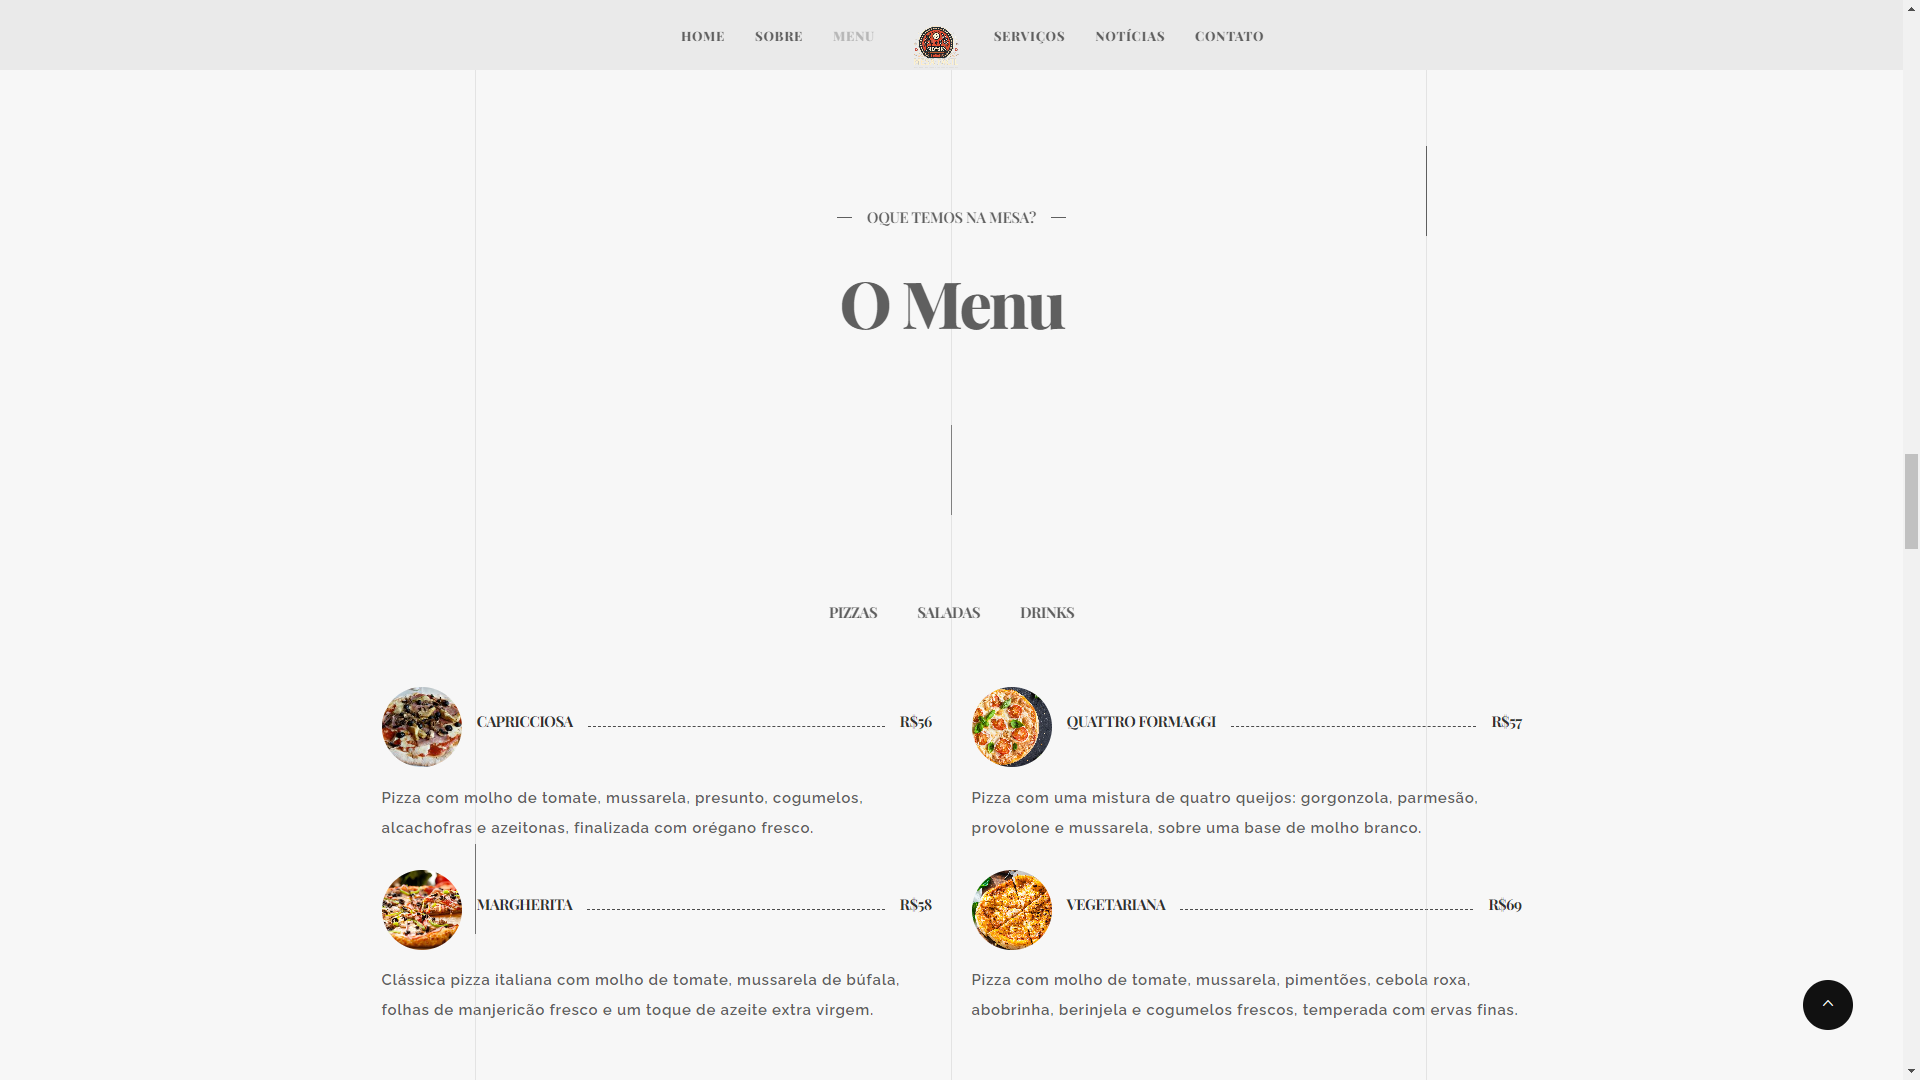 HOME SOBRE MENU SERVIÇOS NOTÍCIAS CONTATO
OQUE TEMOS NA MESA?
O Menu
PIZZAS SALADAS DRINKS
CAPRICCIOSA R$56
Pizza com molho de tomate, mussarela, presunto, cogumelos,
alcachofras e azeitonas, finalizada com orégano fresco.
QUATTRO FORMAGGI R$57
Pizza com uma mistura de quatro queijos: gorgonzola, parmesão,
provolone e mussarela, sobre uma base de molho branco.
MARGHERITA R$58
Clássica pizza italiana com molho de tomate, mussarela de búfala,
folhas de manjericão fresco e um toque de azeite extra virgem.
VEGETARIANA R$69
Pizza com molho de tomate, mussarela, pimentões, cebola roxa,
abobrinha, berinjela e cogumelos frescos, temperada com ervas finas.